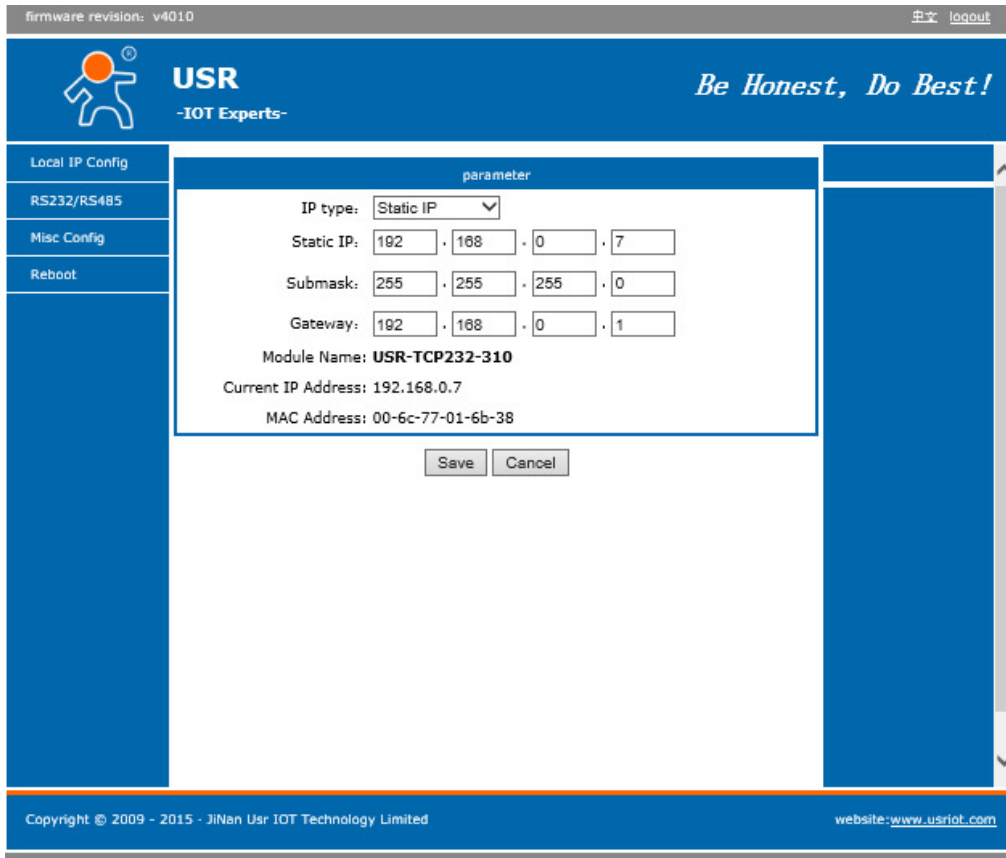 firmware revision: v4010
中文 logout
®
USR
-IOT Experts-
Be Honest, Do Best!
Local IP Config
RS232/RS485
Misc Config
Reboot
parameter
IP type: Static IP
Static IP: 192 . 168 . 0 . 7
Submask: 255 . 255 . 255 . 0
Gateway: 192 . 168 . 0 . 1
Module Name: USR-TCP232-310
Current IP Address: 192.168.0.7
MAC Address: 00-6c-77-01-6b-38
Save Cancel
Copyright © 2009 - 2015 · JiNan Usr IOT Technology Limited
website:www.usriot.com